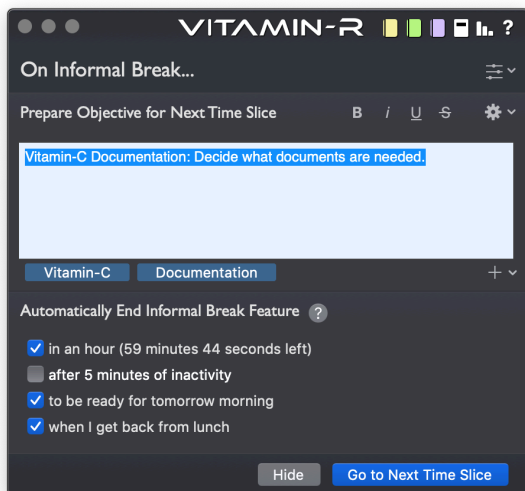 VITAMIN-R ?
On Informal Break...
Prepare Objective for Next Time Slice B i U S
Vitamin-C Documentation: Decide what documents are needed.
Vitamin-C Documentation +
Automatically End Informal Break Feature ?
in an hour (59 minutes 44 seconds left)
after 5 minutes of inactivity
to be ready for tomorrow morning
when I get back from lunch
Hide Go to Next Time Slice